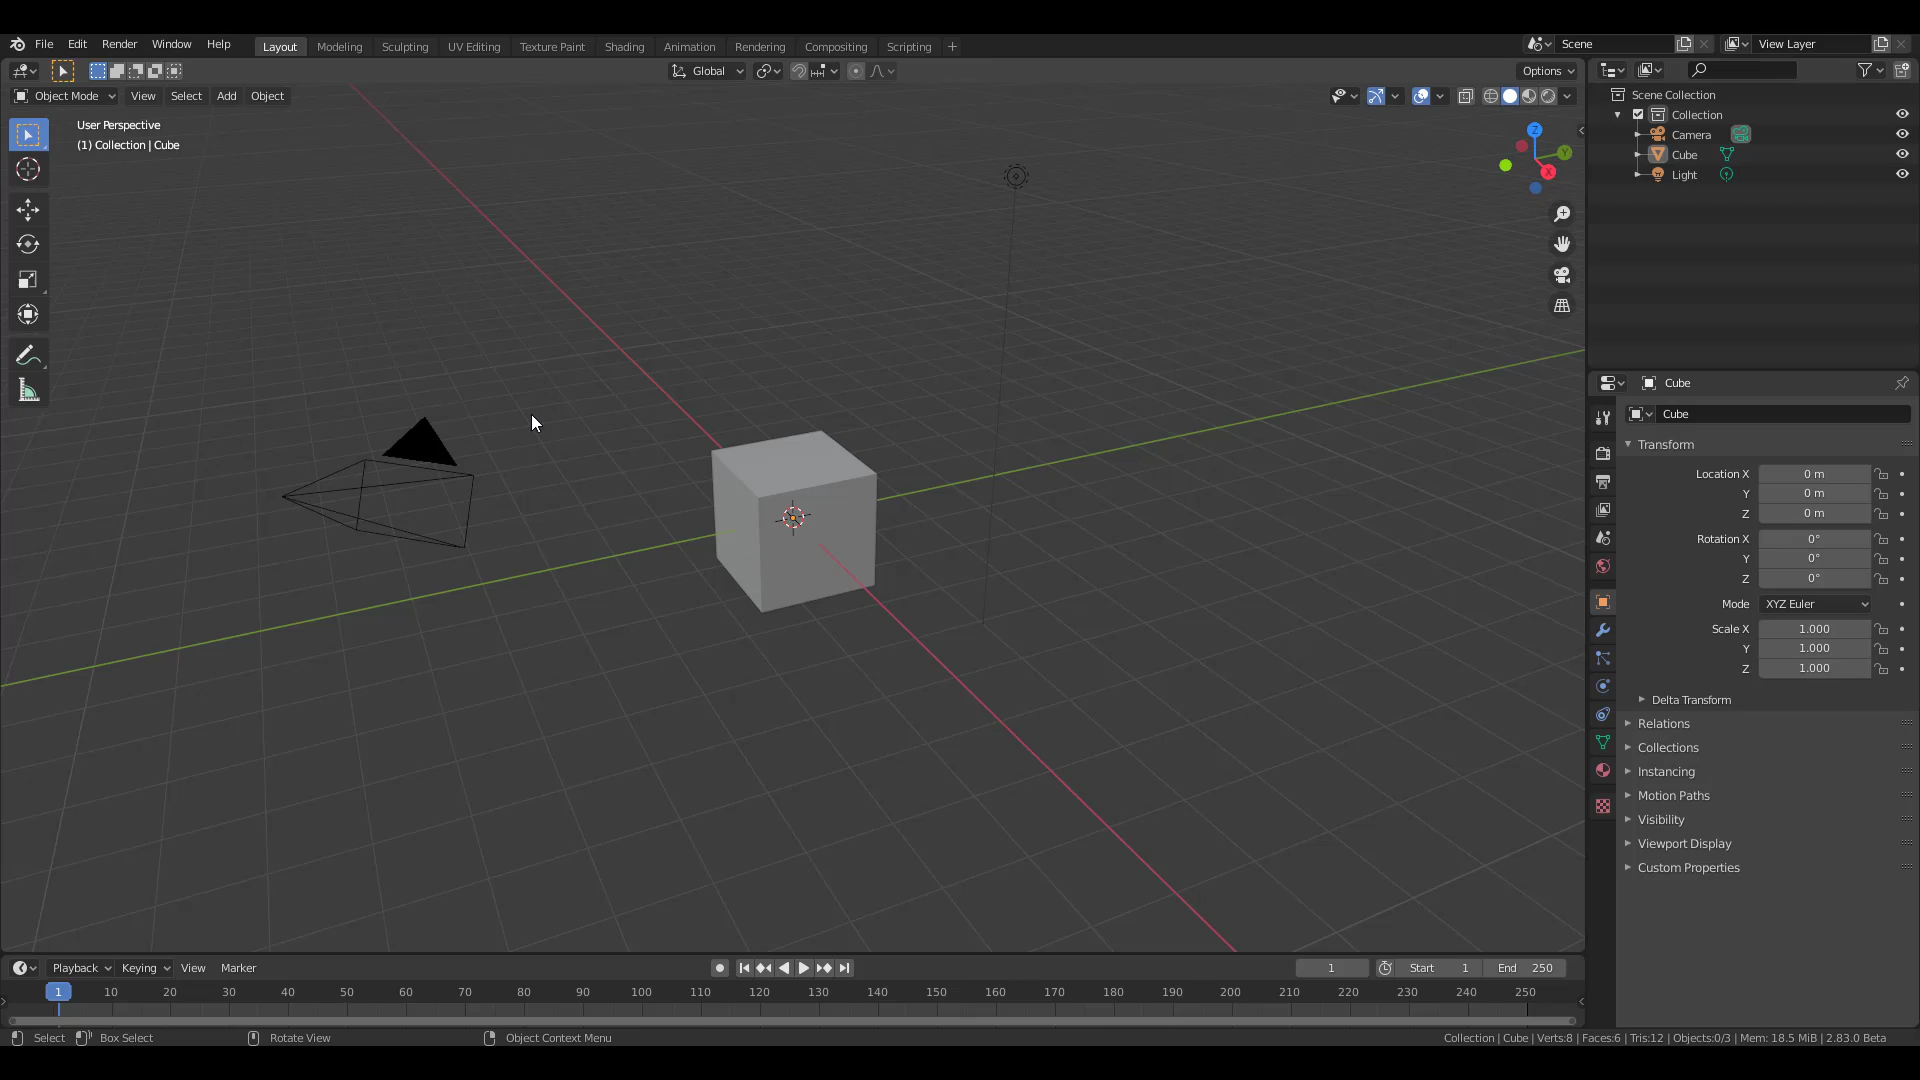 File Edit Render Window Help Layout Modeling Sculpting UV Editing Texture Paint Shading Animation Rendering Compositing Scripting + Scene View Layer
Global Options
Object Mode View Select Add Object
User Perspective
(1) Collection | Cube
Z
Y
X
Scene Collection
Collection
Camera
Cube
Light
Cube
Cube
Transform
Location X 0 m
Y 0 m
Z 0 m
Rotation X 0°
Y 0°
Z 0°
Mode XYZ Euler
Scale X 1.000
Y 1.000
Z 1.000
Delta Transform
Relations
Collections
Instancing
Motion Paths
Visibility
Viewport Display
Custom Properties
Playback Keying View Marker 1 Start 1 End 250
1 10 20 30 40 50 60 70 80 90 100 110 120 130 140 150 160 170 180 190 200 210 220 230 240 250
Select Box Select Rotate View Object Context Menu Collection | Cube | Verts:8 | Faces:6 | Tris:12 | Objects:0/3 | Mem: 18.5 MiB | 2.83.0 Beta